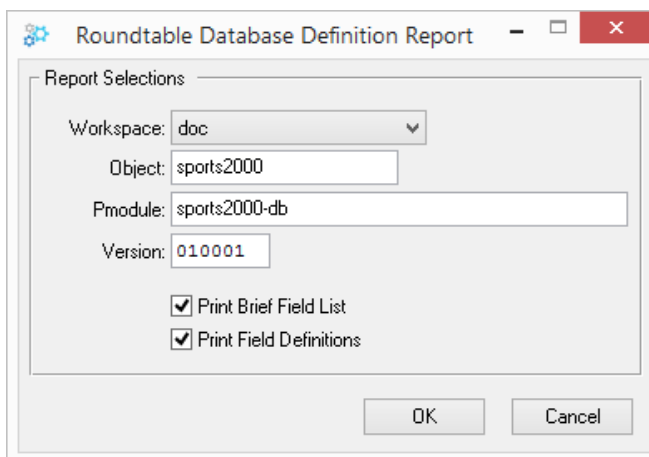 Roundtable Database Definition Report
Report Selections
Workspace: doc
Object: sports2000
Pmodule: sports2000-db
Version: 010001
Print Brief Field List
Print Field Definitions
OK Cancel